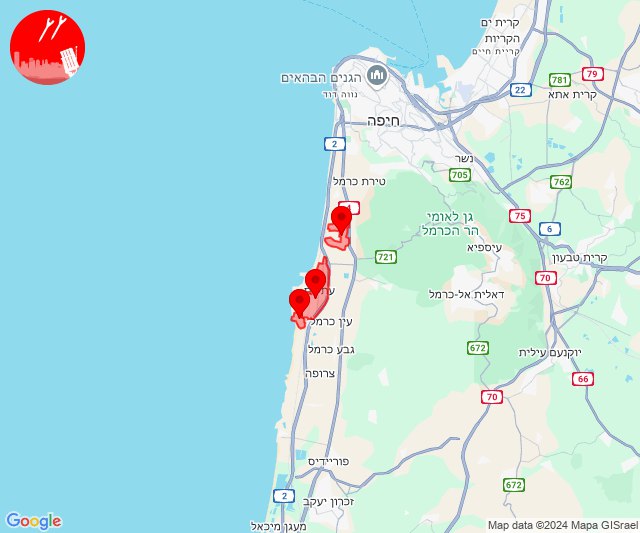 קרית ים
הקריות
קרית חיים
781
79
22
קרית אתא
הגנים הבהאים
נווה דוד
חיפה
2
נשר
705
762
טירת כרמל
4
75
גן לאומי
הר הכרמל
6
עיספיא
קרית טבעון
721
70
דאלית אל-כרמל
עין כרמל
גבע כרמל
672
יוקנעם עילית
צרופה
66
70
פוריידיס
672
2
זכרון יעקב
מעגן מיכאל
Google
Map data ©2024 Mapa GISrael